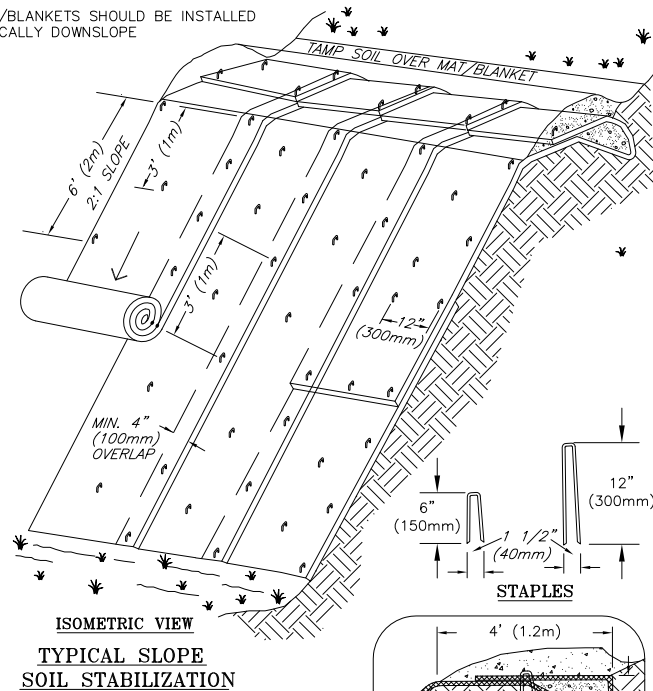 /BLANKETS SHOULD BE INSTALLED
CALLY DOWNSLOPE
TAMP SOIL OVER MAT/BLANKET
6' (2m)
2:1 SLOPE
3' (1m)
3' (1m)
12"
(300mm)
MIN. 4"
(100mm)
OVERLAP
6"
(150mm)
12"
(300mm)
1 1/2"
(40mm)
STAPLES
ISOMETRIC VIEW
TYPICAL SLOPE
SOIL STABILIZATION
4' (1.2m)